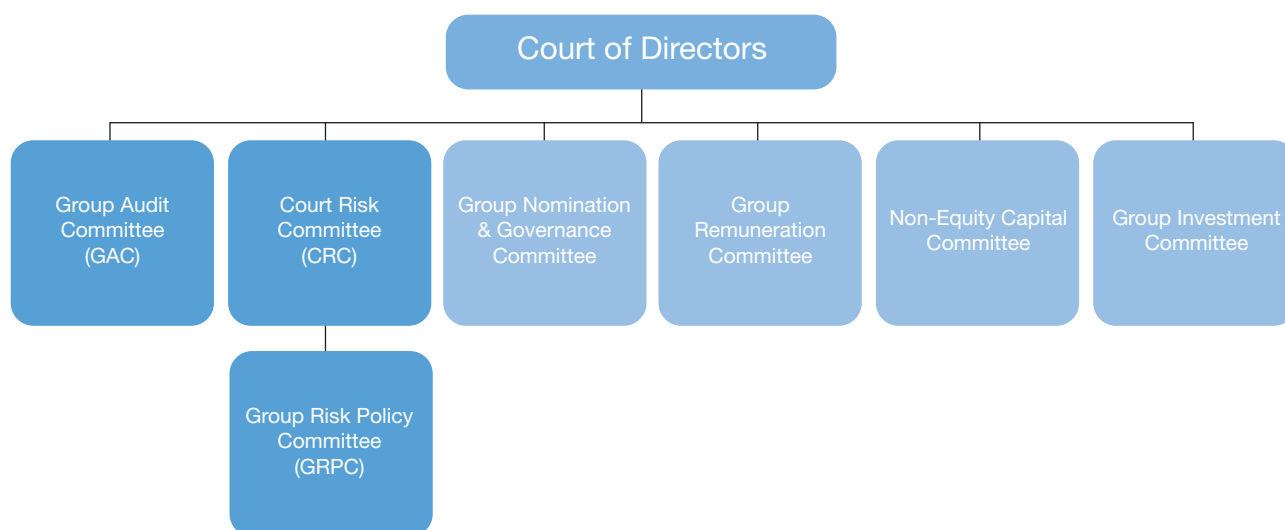 Court of Directors
Group Audit
Committee
(GAC)
Court Risk
Committee
(CRC)
Group Nomination
& Governance
Committee
Group
Remuneration
Committee
Non-Equity Capital
Committee
Group Investment
Committee
Group Risk Policy
Committee
(GRPC)